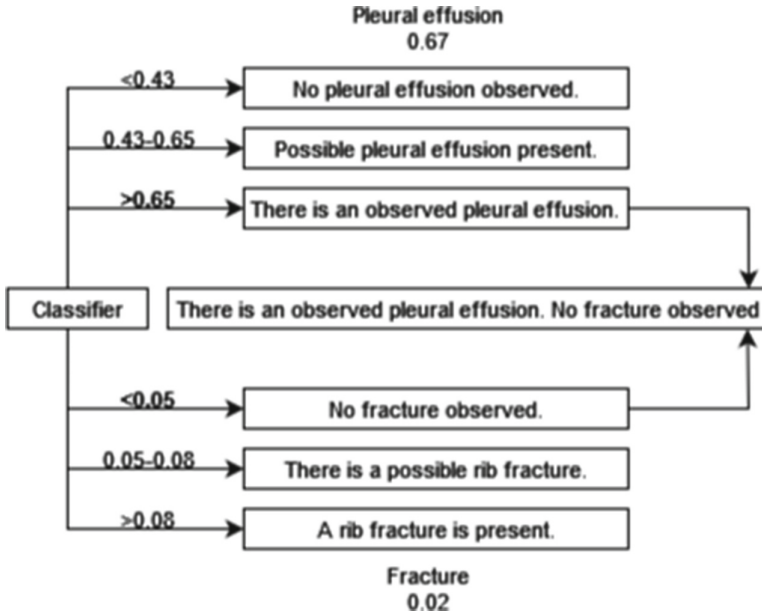 Pleural effusion
0.67
<0.43
No pleural effusion observed.
0.43-0.65
Possible pleural effusion present.
>0.65
There is an observed pleural effusion.
Classifier
There is an observed pleural effusion. No fracture observed
<0.05
No fracture observed.
0.05-0.08
There is a possible rib fracture.
>0.08
A rib fracture is present.
Fracture
0.02